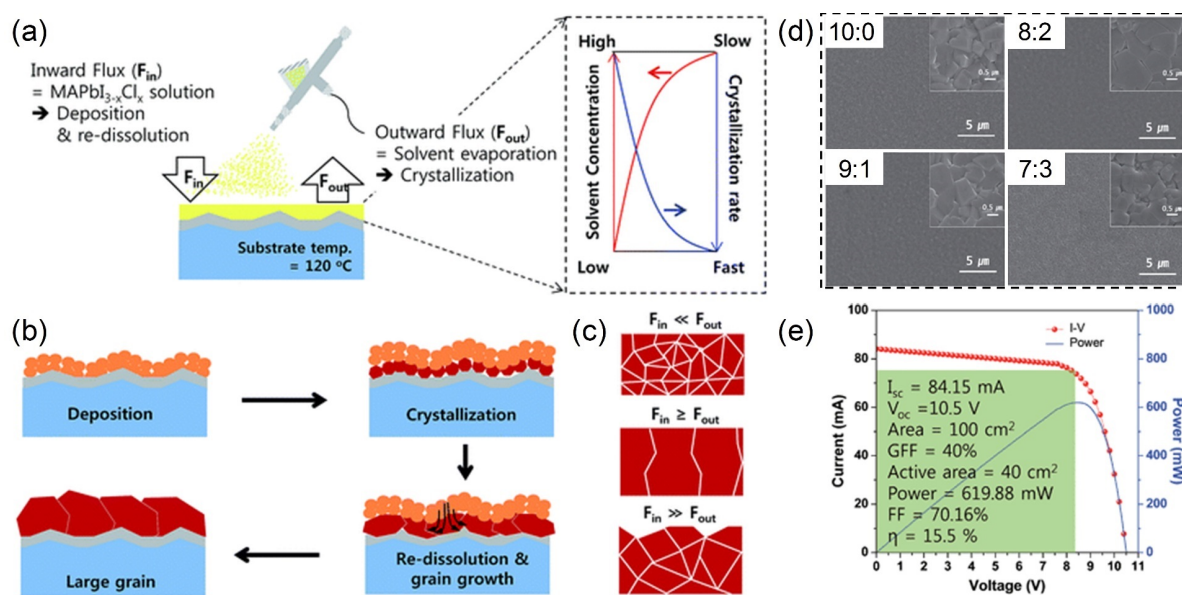 (a)
Inward Flux (Fin)
= MAPbI3-xClx solution
➔ Deposition
& re-dissolution
Fin
Fout
Outward Flux (Fout)
= Solvent evaporation
➔ Crystallization
Substrate temp.
= 120 °C
High
Slow
Solvent Concentration
Crystallization rate
Low
Fast
(b)
Deposition
Crystallization
Large grain
Re-dissolution &
grain growth
(c)
Fin ≪ Fout
Fin ≥ Fout
Fin ≫ Fout
(d)
10:0
0.5 µm
5 µm
8:2
0.5 µm
5 µm
9:1
0.5 µm
5 µm
7:3
0.5 µm
5 µm
(e)
100
80
60
40
20
0
Current (mA)
1000
800
600
400
200
0
Power (mW)
I-V
Power
Isc = 84.15 mA
Voc =10.5 V
Area = 100 cm2
GFF = 40%
Active area = 40 cm2
Power = 619.88 mW
FF = 70.16%
η = 15.5 %
0 1 2 3 4 5 6 7 8 9 10 11
Voltage (V)